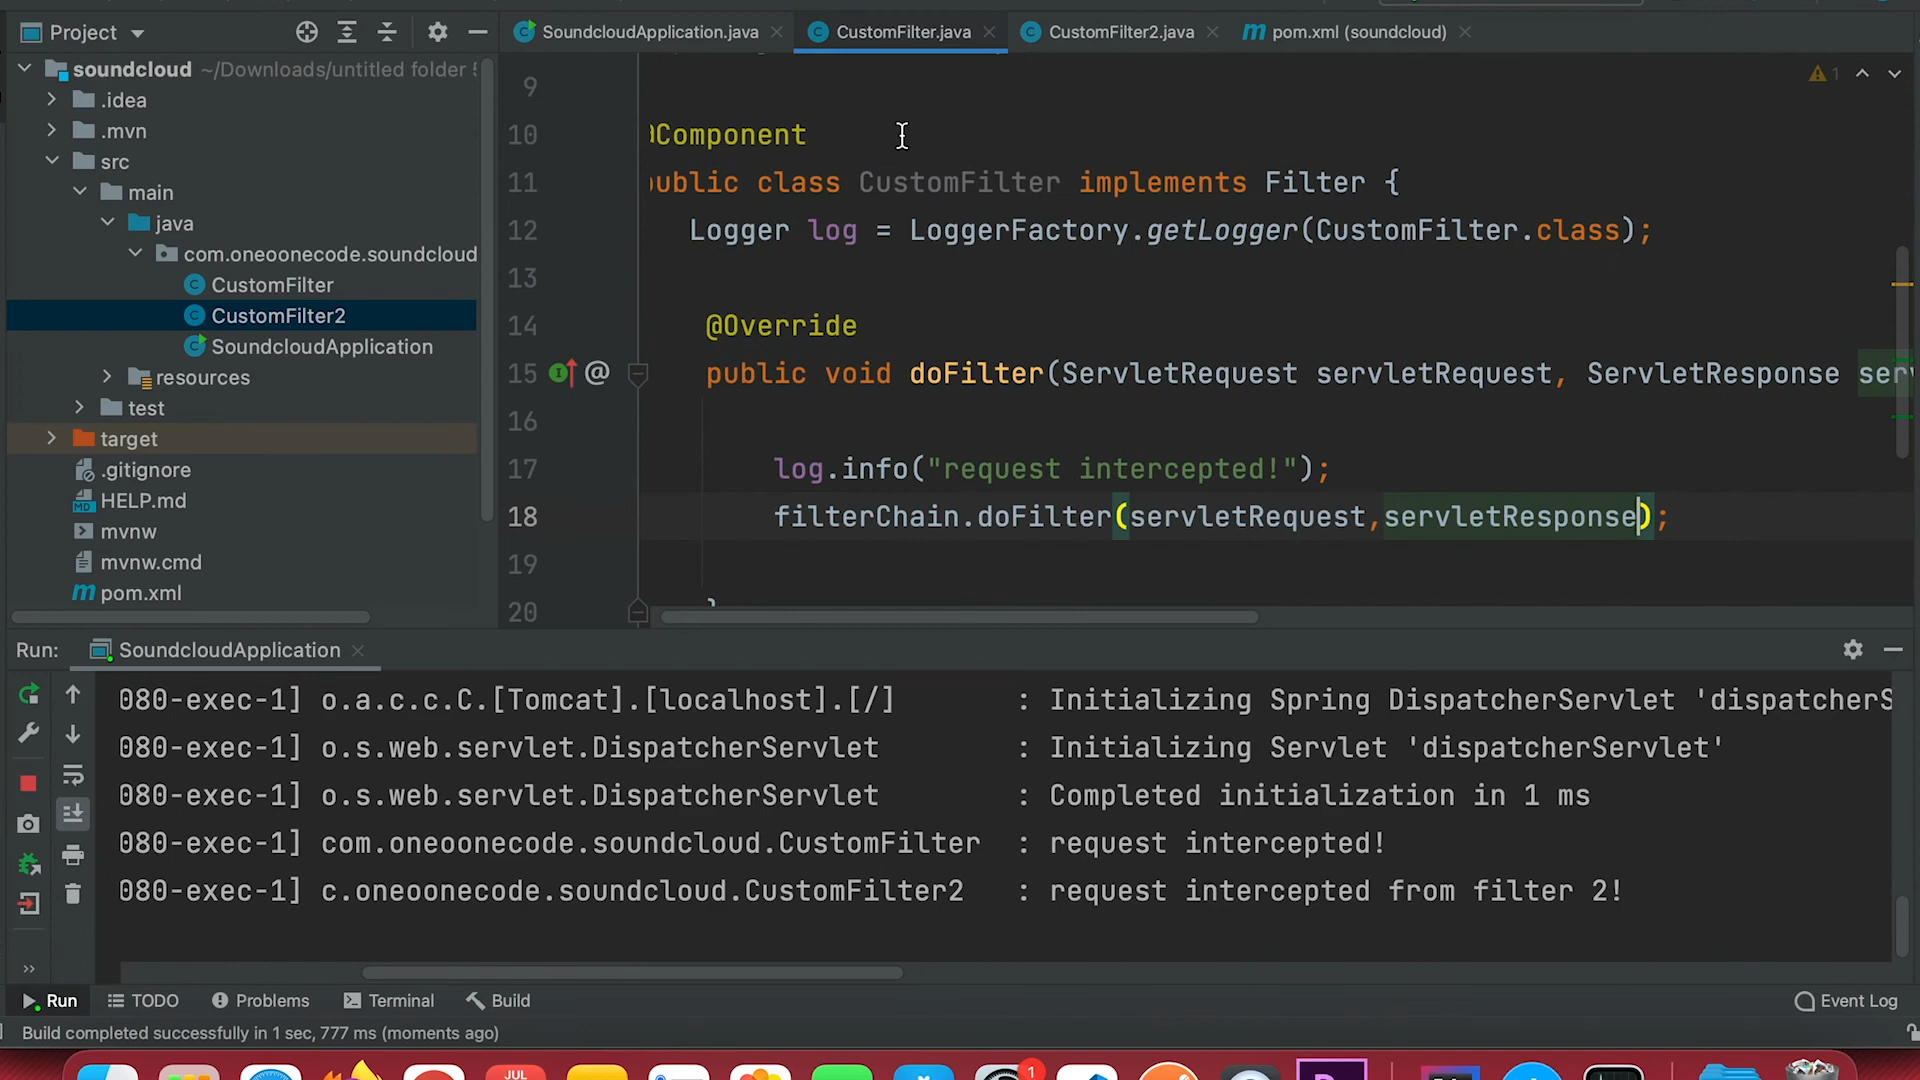 Project
SoundcloudApplication.java
CustomFilter.java
CustomFilter2.java
pom.xml (soundcloud)
soundcloud ~/Downloads/untitled folder
.idea
.mvn
src
main
java
com.oneoonecode.soundcloud
CustomFilter
CustomFilter2
SoundcloudApplication
resources
test
target
.gitignore
HELP.md
mvnw
mvnw.cmd
pom.xml
1
9
10 @Component
11 public class CustomFilter implements Filter {
12 Logger log = LoggerFactory.getLogger(CustomFilter.class);
13
14 @Override
15 public void doFilter(ServletRequest servletRequest, ServletResponse serv
16
17 log.info("request intercepted!");
18 filterChain.doFilter(servletRequest,servletResponse);
19
20 }
Run: SoundcloudApplication
080-exec-1] o.a.c.c.C.[Tomcat].[localhost].[/] : Initializing Spring DispatcherServlet 'dispatcherS
080-exec-1] o.s.web.servlet.DispatcherServlet : Initializing Servlet 'dispatcherServlet'
080-exec-1] o.s.web.servlet.DispatcherServlet : Completed initialization in 1 ms
080-exec-1] com.oneoonecode.soundcloud.CustomFilter : request intercepted!
080-exec-1] c.oneoonecode.soundcloud.CustomFilter2 : request intercepted from filter 2!
Run TODO Problems Terminal Build Event Log
Build completed successfully in 1 sec, 777 ms (moments ago)
JUL 1